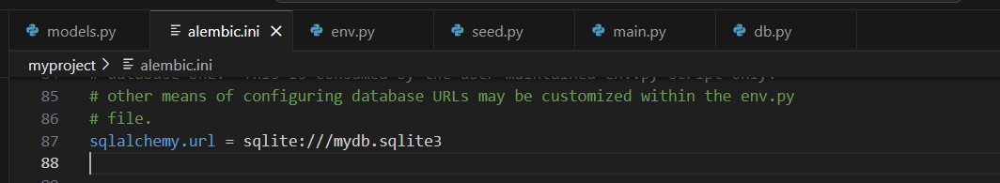 models.py alembic.ini env.py seed.py main.py db.py
myproject > alembic.ini
85 # other means of configuring database URLs may be customized within the env.py
86 # file.
87 sqlalchemy.url = sqlite:///mydb.sqlite3
88